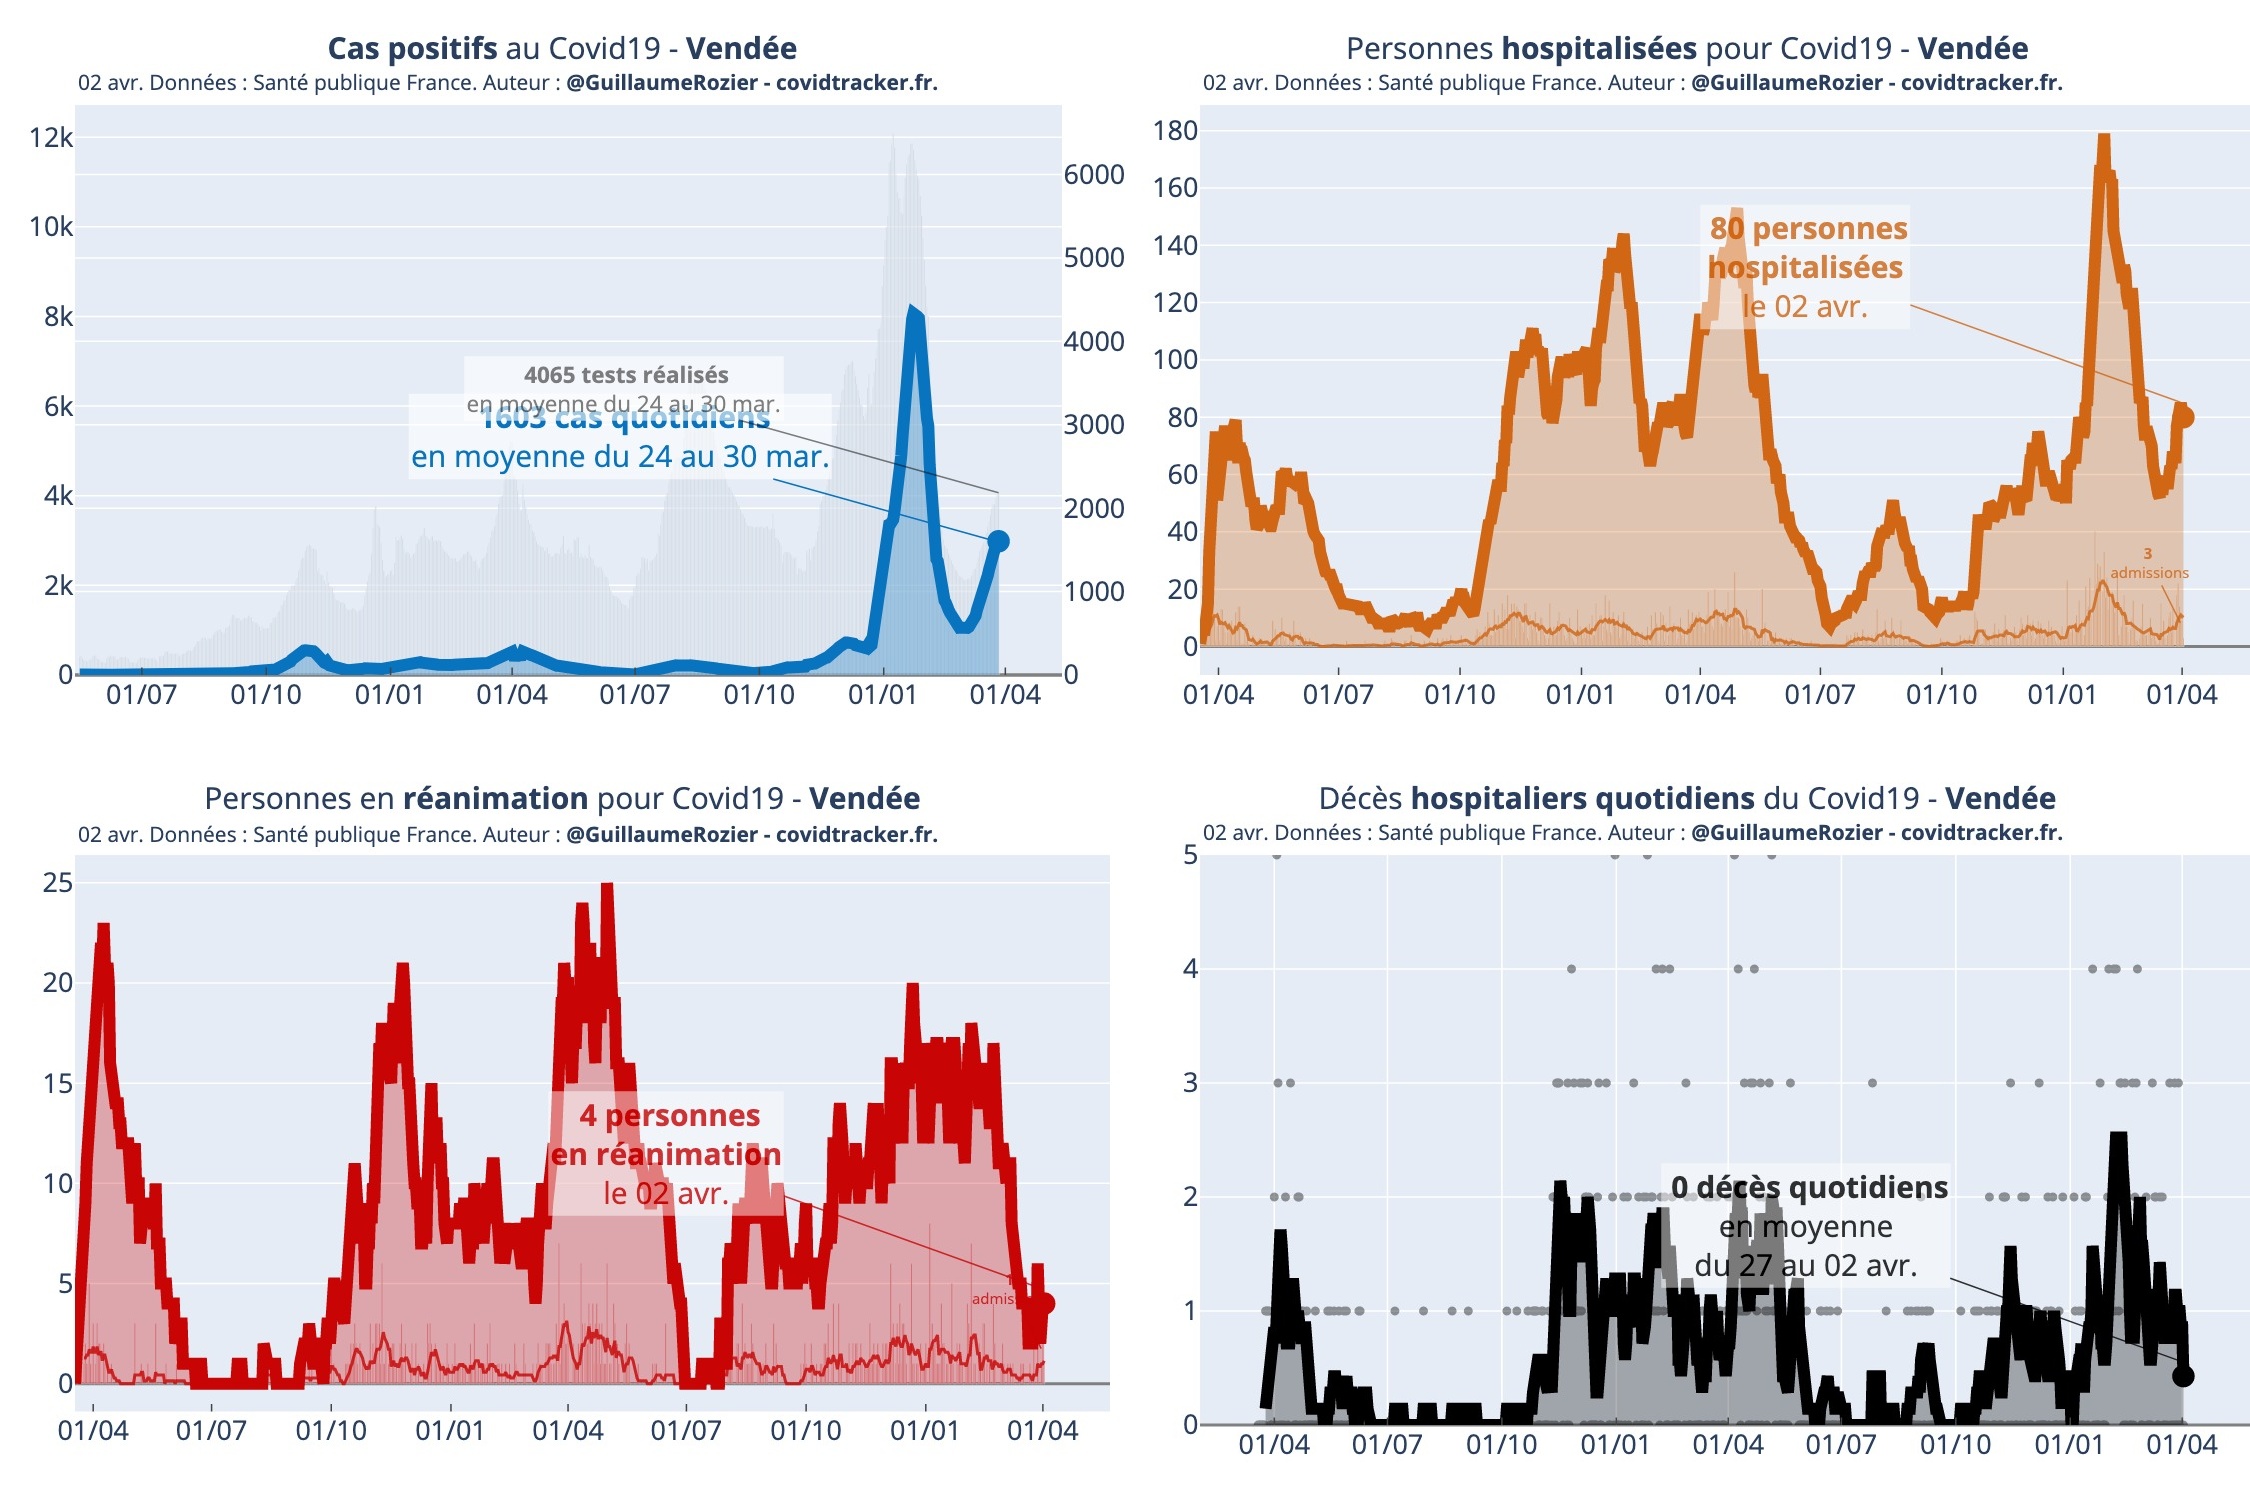 Cas positifs au Covid19 - Vendée
02 avr. Données : Santé publique France. Auteur : @GuillaumeRozier - covidtracker.fr.
12k
10k
8k
6k
4k
2k
0
6000
5000
4000
3000
2000
1000
0
4065 tests réalisés
en moyenne du 24 au 30 mar.
1603 cas quotidiens
en moyenne du 24 au 30 mar.
01/07 01/10 01/01 01/04 01/07 01/10 01/01 01/04
Personnes hospitalisées pour Covid19 - Vendée
02 avr. Données : Santé publique France. Auteur : @GuillaumeRozier - covidtracker.fr.
180
160
140
120
100
80
60
40
20
0
80 personnes
hospitalisées
le 02 avr.
3
admissions
01/04 01/07 01/10 01/01 01/04 01/07 01/10 01/01 01/04
Personnes en réanimation pour Covid19 - Vendée
02 avr. Données : Santé publique France. Auteur : @GuillaumeRozier - covidtracker.fr.
25
20
15
10
5
0
4 personnes
en réanimation
le 02 avr.
01/04 01/07 01/10 01/01 01/04 01/07 01/10 01/01 01/04
Décès hospitaliers quotidiens du Covid19 - Vendée
02 avr. Données : Santé publique France. Auteur : @GuillaumeRozier - covidtracker.fr.
5
4
3
2
1
0
0 décès quotidiens
en moyenne
du 27 au 02 avr.
01/04 01/07 01/10 01/01 01/04 01/07 01/10 01/01 01/04